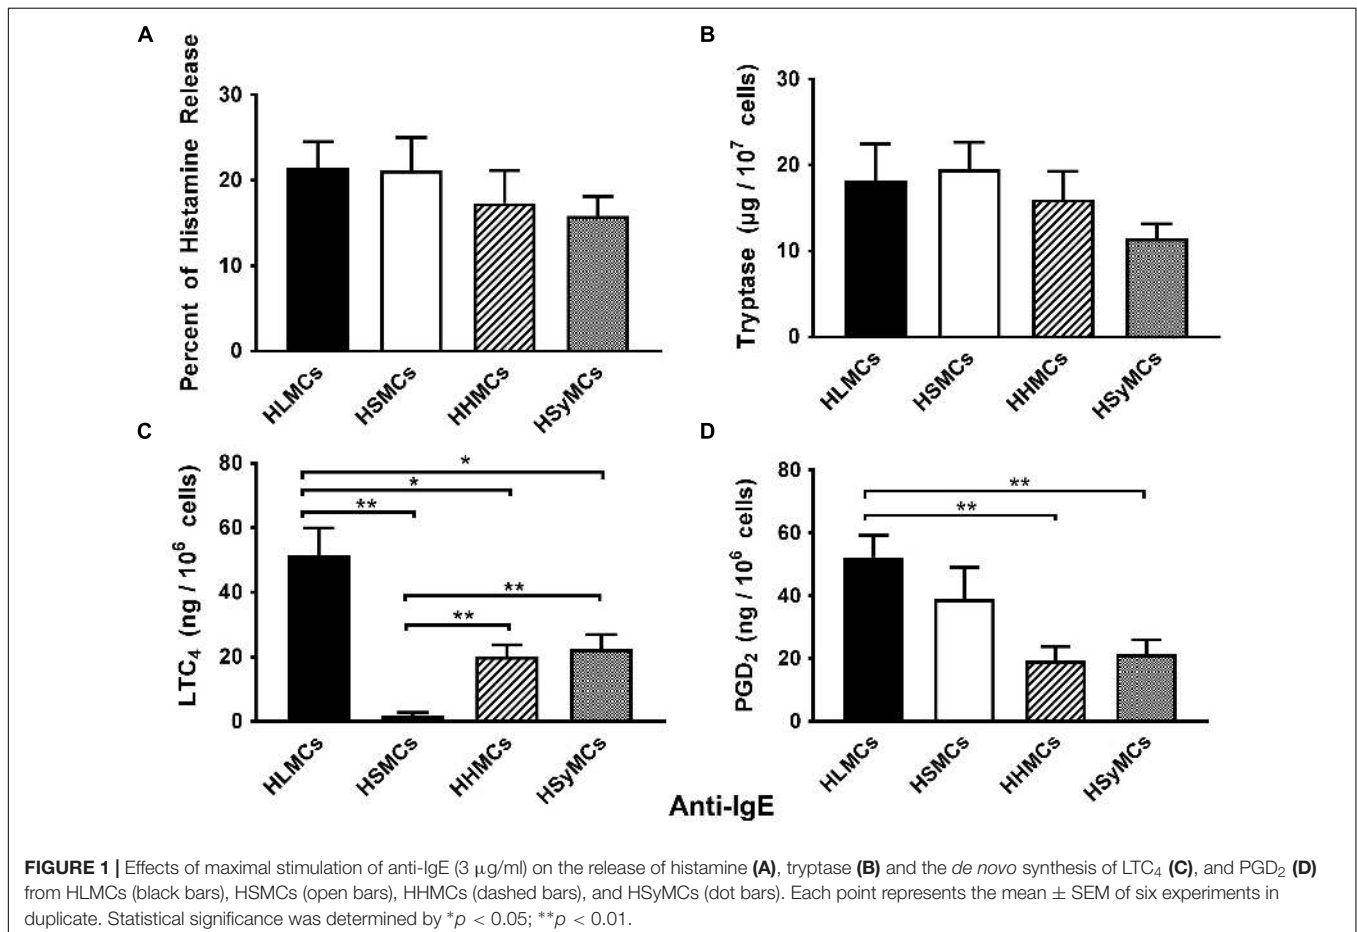 A
Percent of Histamine Release
30
20
10
0
HLMCs
HSMCs
HHMCs
HSyMCs
B
Tryptase (µg / 10⁷ cells)
30
20
10
0
HLMCs
HSMCs
HHMCs
HSyMCs
C
LTC₄ (ng / 10⁶ cells)
80
60
40
20
0
*
*
**
**
**
HLMCs
HSMCs
HHMCs
HSyMCs
D
PGD₂ (ng / 10⁶ cells)
80
60
40
20
0
**
**
HLMCs
HSMCs
HHMCs
HSyMCs
Anti-IgE
FIGURE 1 | Effects of maximal stimulation of anti-IgE (3 µg/ml) on the release of histamine (A), tryptase (B) and the de novo synthesis of LTC₄ (C), and PGD₂ (D)
from HLMCs (black bars), HSMCs (open bars), HHMCs (dashed bars), and HSyMCs (dot bars). Each point represents the mean ± SEM of six experiments in
duplicate. Statistical significance was determined by *p < 0.05; **p < 0.01.